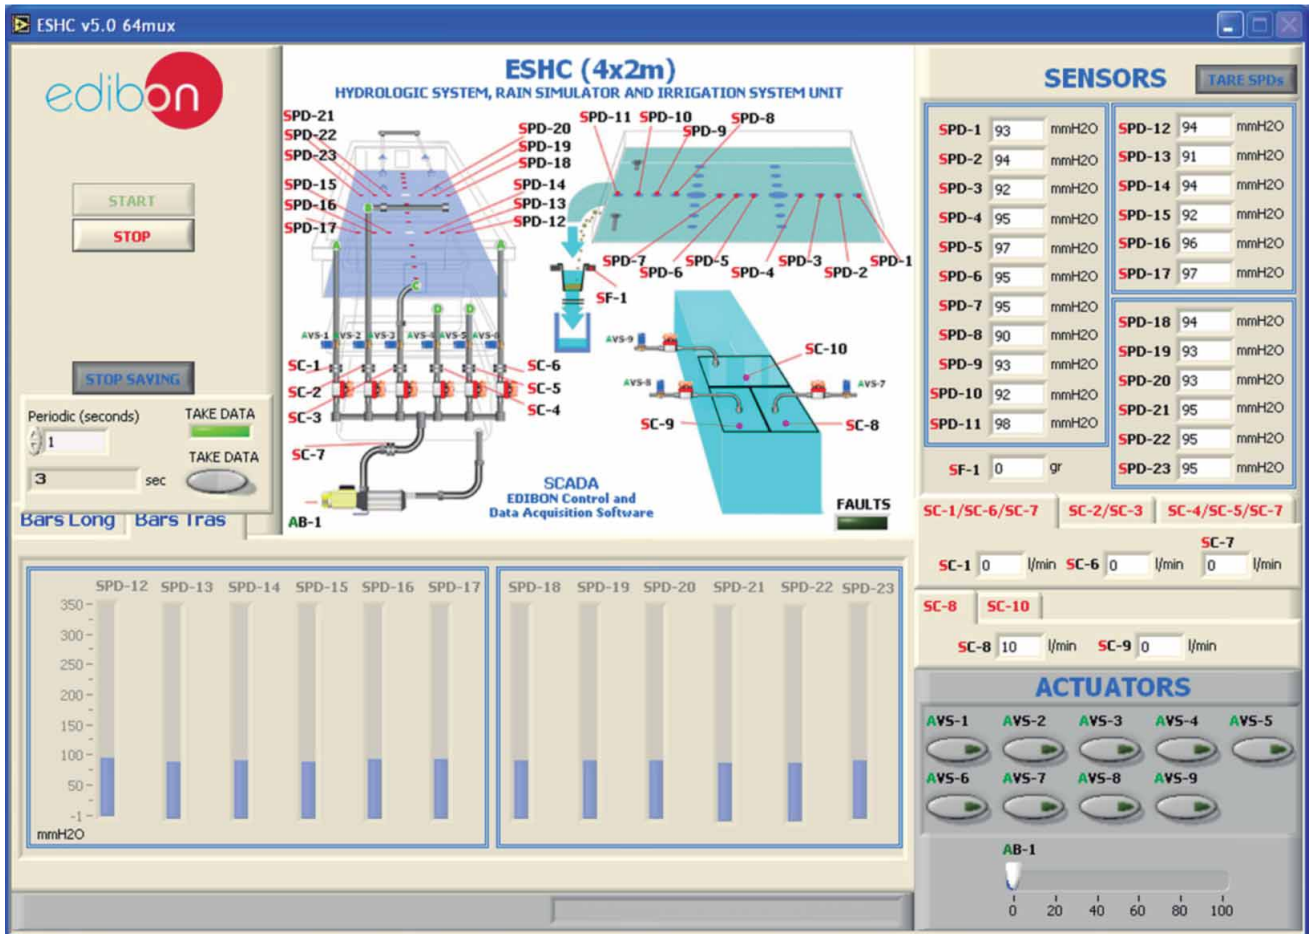 ESHC v5.0 64mux
edibon
START
STOP
STOP SAVING
Periodic (seconds)
1
3 sec
TAKE DATA
TAKE DATA
ESHC (4x2m)
HYDROLOGIC SYSTEM, RAIN SIMULATOR AND IRRIGATION SYSTEM UNIT
SPD-21
SPD-22
SPD-23
SPD-15
SPD-16
SPD-17
SPD-20
SPD-19
SPD-18
SPD-14
SPD-13
SPD-12
B
A
A
C
D
D
AVS-1
AVS-2
AVS-3
AVS-4
AVS-5
AVS-6
SC-1
SC-2
SC-3
SC-6
SC-5
SC-4
SC-7
AB-1
SPD-11
SPD-10
SPD-9
SPD-8
SPD-7
SPD-6
SPD-5
SPD-4
SPD-3
SPD-2
SPD-1
SF-1
AVS-9
SC-10
AVS-8
AVS-7
SC-9
SC-8
SCADA
EDIBON Control and
Data Acquisition Software
FAULTS
SENSORS
TARE SPDs
SPD-1 93 mmH2O
SPD-2 94 mmH2O
SPD-3 92 mmH2O
SPD-4 95 mmH2O
SPD-5 97 mmH2O
SPD-6 95 mmH2O
SPD-7 95 mmH2O
SPD-8 90 mmH2O
SPD-9 93 mmH2O
SPD-10 92 mmH2O
SPD-11 98 mmH2O
SF-1 0 gr
SPD-12 94 mmH2O
SPD-13 91 mmH2O
SPD-14 94 mmH2O
SPD-15 92 mmH2O
SPD-16 96 mmH2O
SPD-17 97 mmH2O
SPD-18 94 mmH2O
SPD-19 93 mmH2O
SPD-20 93 mmH2O
SPD-21 95 mmH2O
SPD-22 95 mmH2O
SPD-23 95 mmH2O
SC-1/SC-6/SC-7 SC-2/SC-3 SC-4/SC-5/SC-7
SC-7
SC-1 0 l/min SC-6 0 l/min 0 l/min
SC-8 SC-10
SC-8 10 l/min SC-9 0 l/min
Bars Long Bars Tras
SPD-12 SPD-13 SPD-14 SPD-15 SPD-16 SPD-17
SPD-18 SPD-19 SPD-20 SPD-21 SPD-22 SPD-23
350
300
250
200
150
100
50
-1
mmH2O
ACTUATORS
AVS-1 AVS-2 AVS-3 AVS-4 AVS-5
AVS-6 AVS-7 AVS-8 AVS-9
AB-1
0 20 40 60 80 100